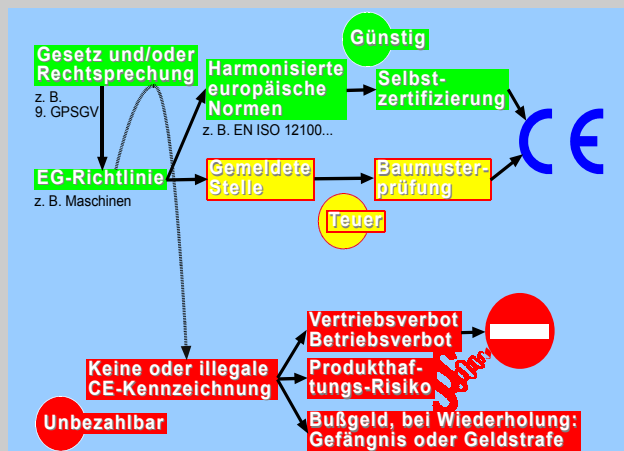 Günstig
Gesetz und/oder
Rechtsprechung
z. B.
9. GPSGV
Harmonisierte
europäische
Normen
z. B. EN ISO 12100...
Selbst-
zertifizierung
CE
EG-Richtlinie
z. B. Maschinen
Gemeldete
Stelle
Baumuster-
prüfung
Teuer
Vertriebsverbot
Betriebsverbot
Keine oder illegale
CE-Kennzeichnung
Produkthaf-
tungs-Risiko
§§§
Unbezahlbar
Bußgeld, bei Wiederholung:
Gefängnis oder Geldstrafe